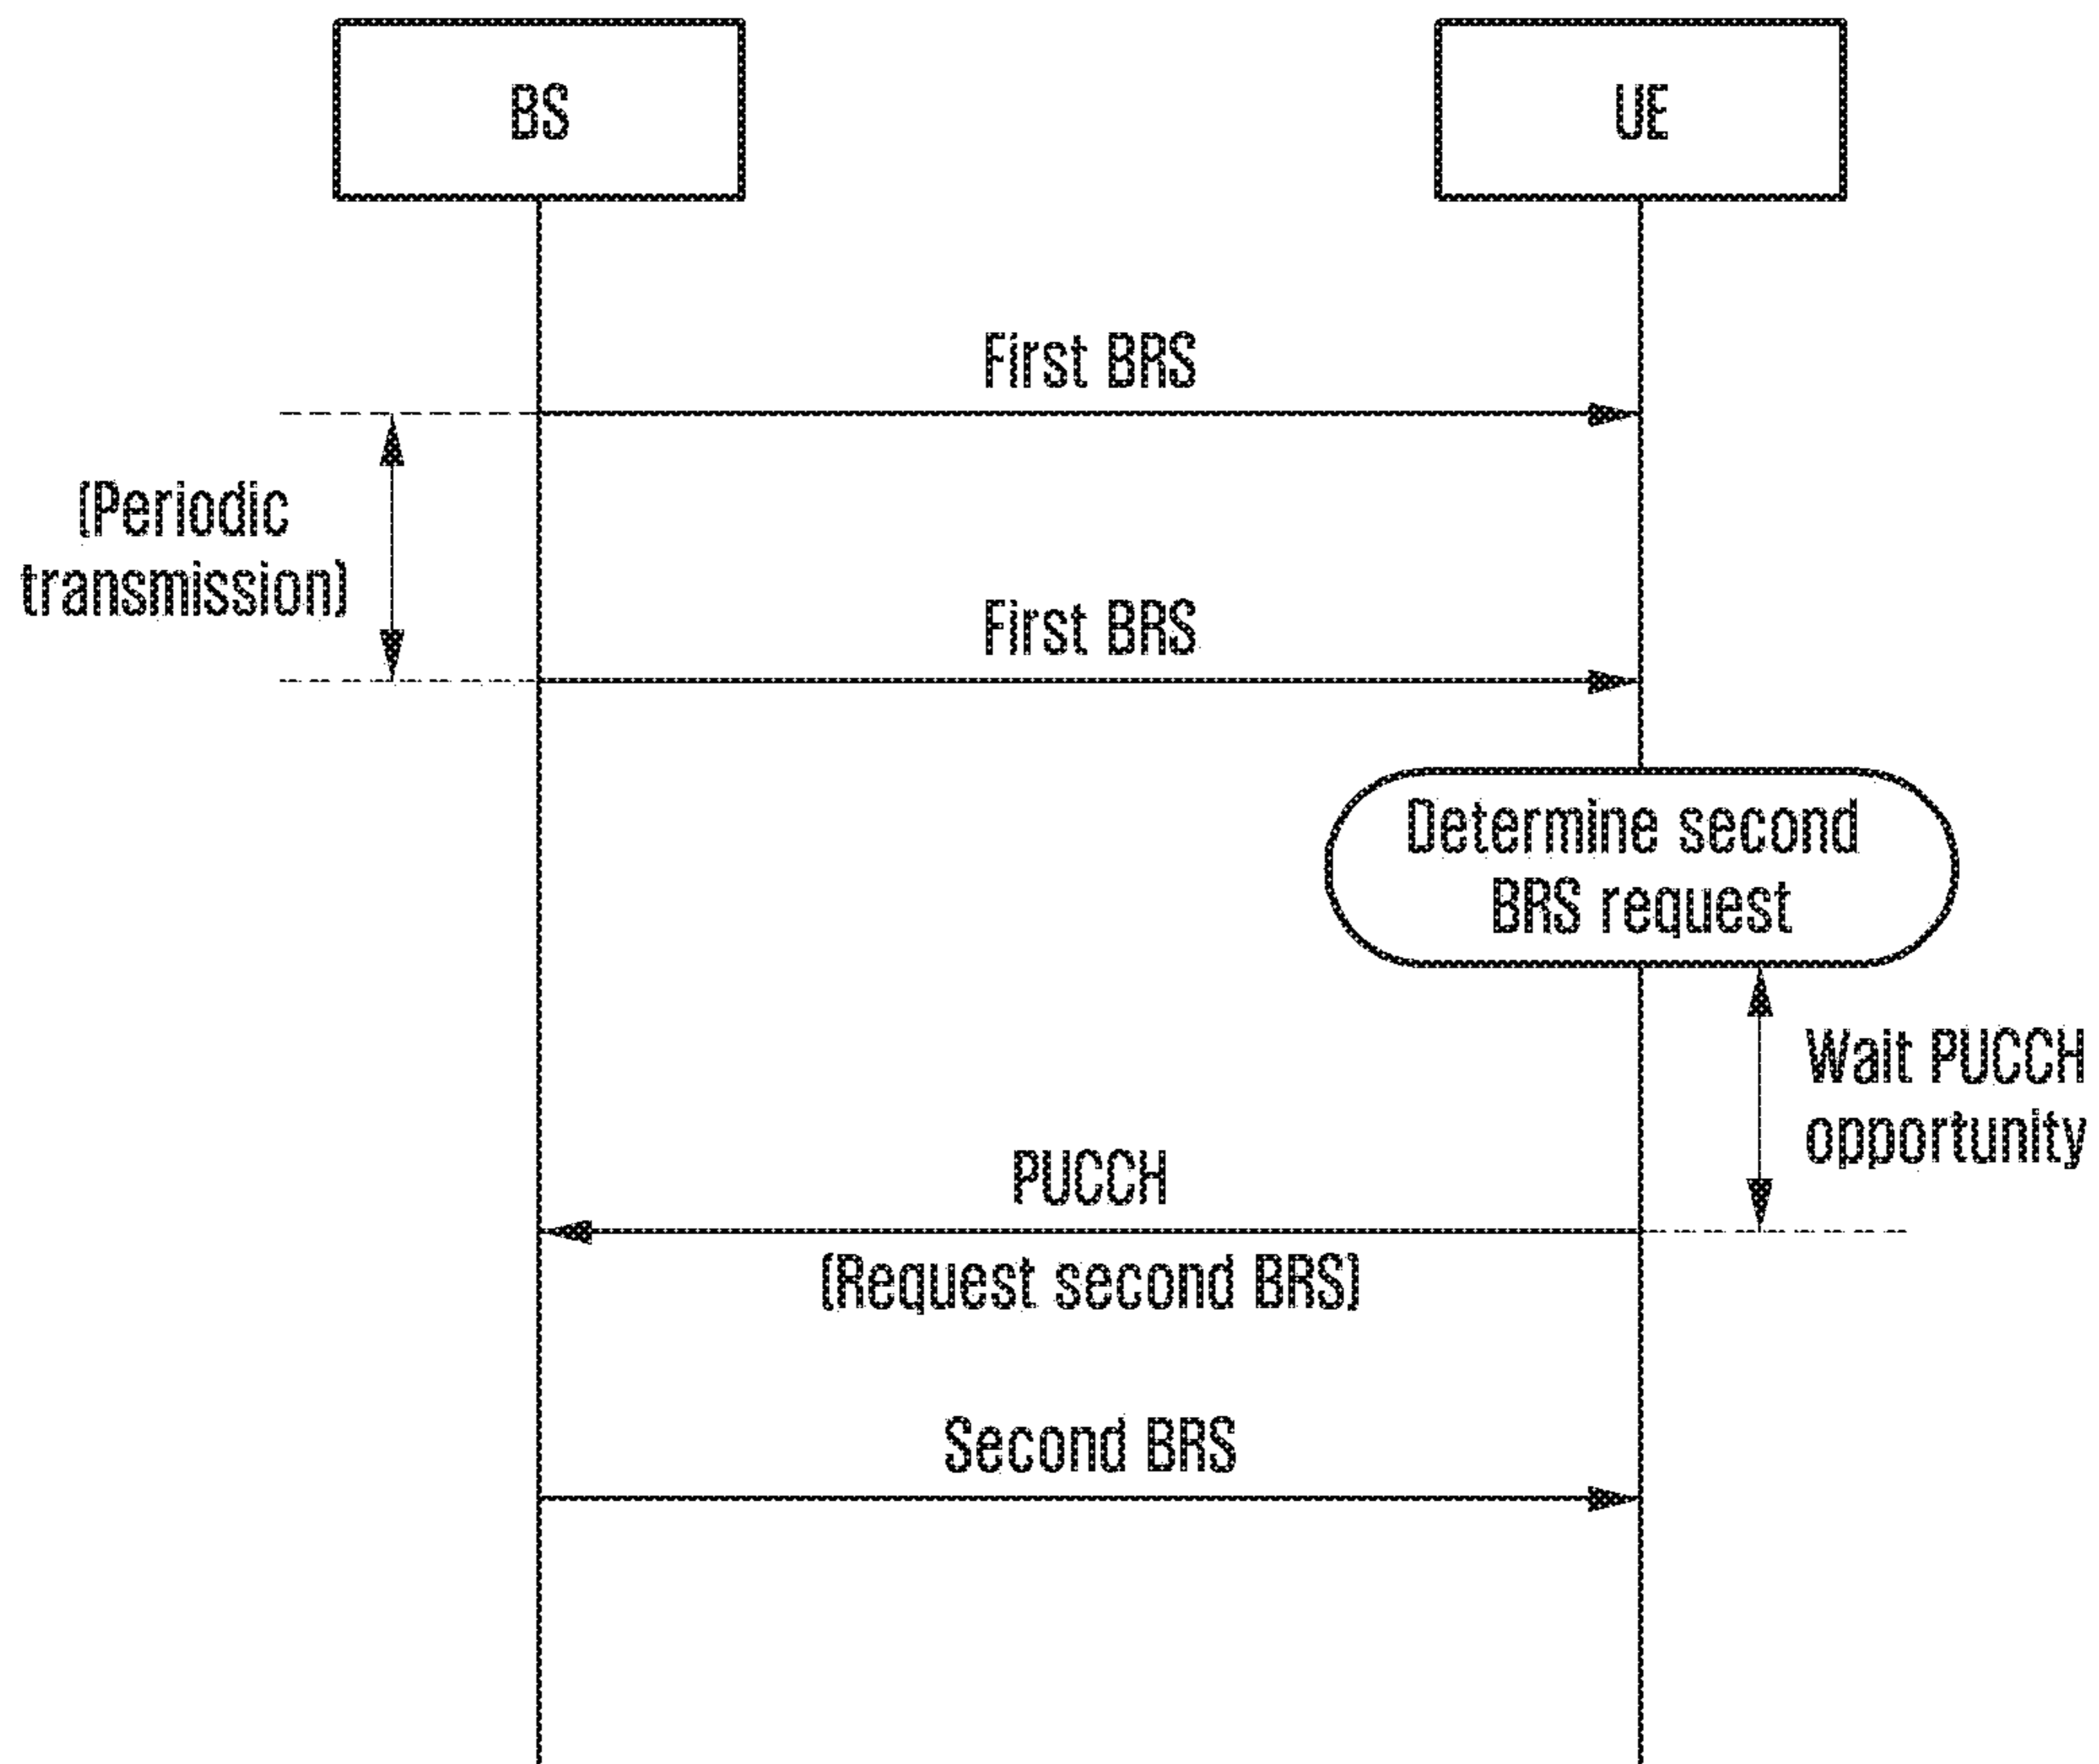 BS
UE
First BRS
(Periodic
transmission)
First BRS
Determine second
BRS request
Wait PUCCH
opportunity
PUCCH
(Request second BRS)
Second BRS